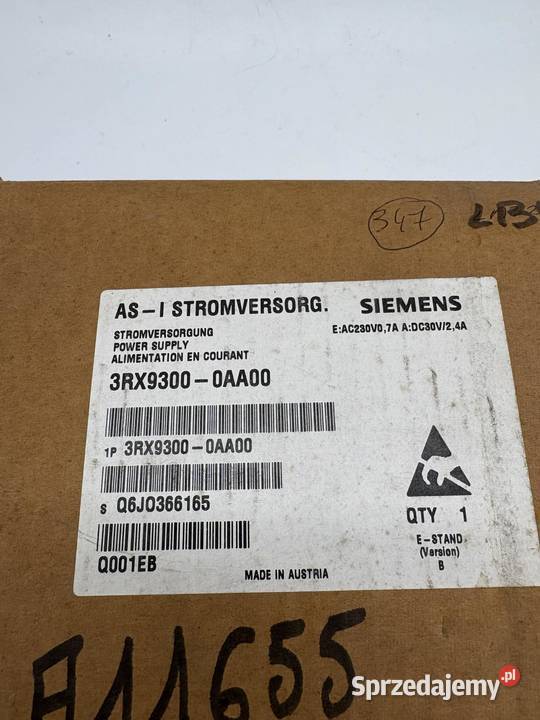 347
AS-I STROMVERSORG. SIEMENS
STROMVERSORGUNG E:AC230V0,7A A:DC30V/2,4A
POWER SUPPLY
ALIMENTATION EN COURANT
3RX9300-0AA00
1P 3RX9300-0AA00
S Q6J0366165
QTY 1
E-STAND
(Version)
B
Q001EB
MADE IN AUSTRIA
A11655
Sprzedajemy.pl